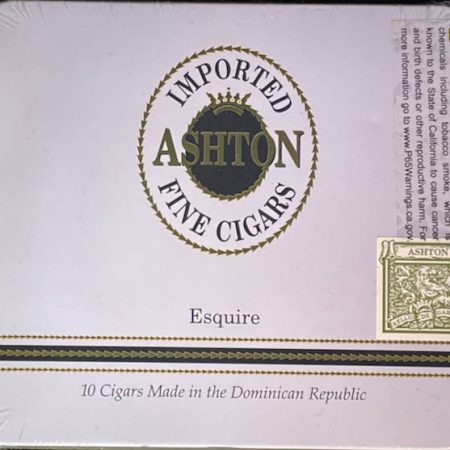 IMPORTED
ASHTON
FINE CIGARS
Esquire
10 Cigars Made in the Dominican Republic
chemicals including tobacco smoke, which is
known to the State of California to cause cancer
and birth defects or other reproductive harm. For
more information go to www.P65Warnings.ca.gov
ASHTON
SELLO DE